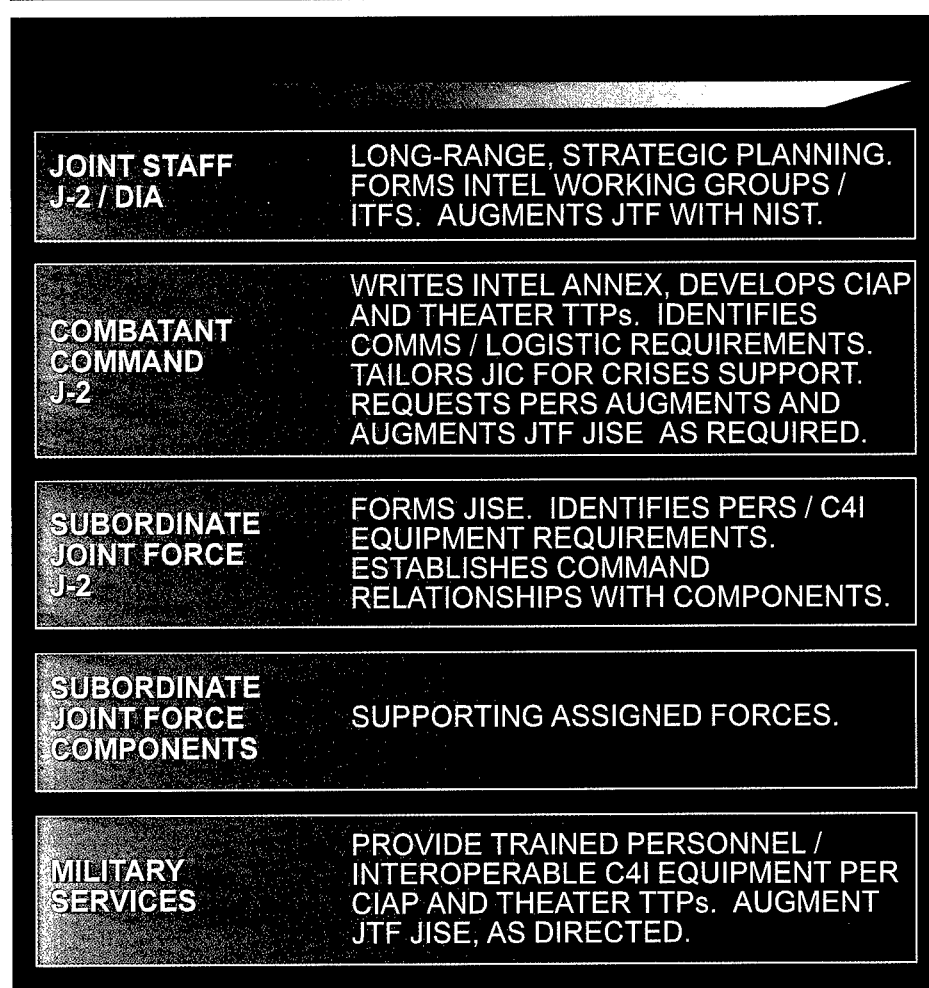 JOINT STAFF
J-2 / DIA
LONG-RANGE, STRATEGIC PLANNING.
FORMS INTEL WORKING GROUPS /
ITFS.  AUGMENTS JTF WITH NIST.
COMBATANT
COMMAND
J-2
WRITES INTEL ANNEX, DEVELOPS CIAP
AND THEATER TTPs.  IDENTIFIES
COMMS / LOGISTIC REQUIREMENTS.
TAILORS JIC FOR CRISES SUPPORT.
REQUESTS PERS AUGMENTS AND
AUGMENTS JTF JISE  AS REQUIRED.
SUBORDINATE
JOINT FORCE
J-2
FORMS JISE.  IDENTIFIES PERS / C4I
EQUIPMENT REQUIREMENTS.
ESTABLISHES COMMAND
RELATIONSHIPS WITH COMPONENTS.
SUBORDINATE
JOINT FORCE
COMPONENTS
SUPPORTING ASSIGNED FORCES.
MILITARY
SERVICES
PROVIDE TRAINED PERSONNEL /
INTEROPERABLE C4I EQUIPMENT PER
CIAP AND THEATER TTPs.  AUGMENT
JTF JISE, AS DIRECTED.